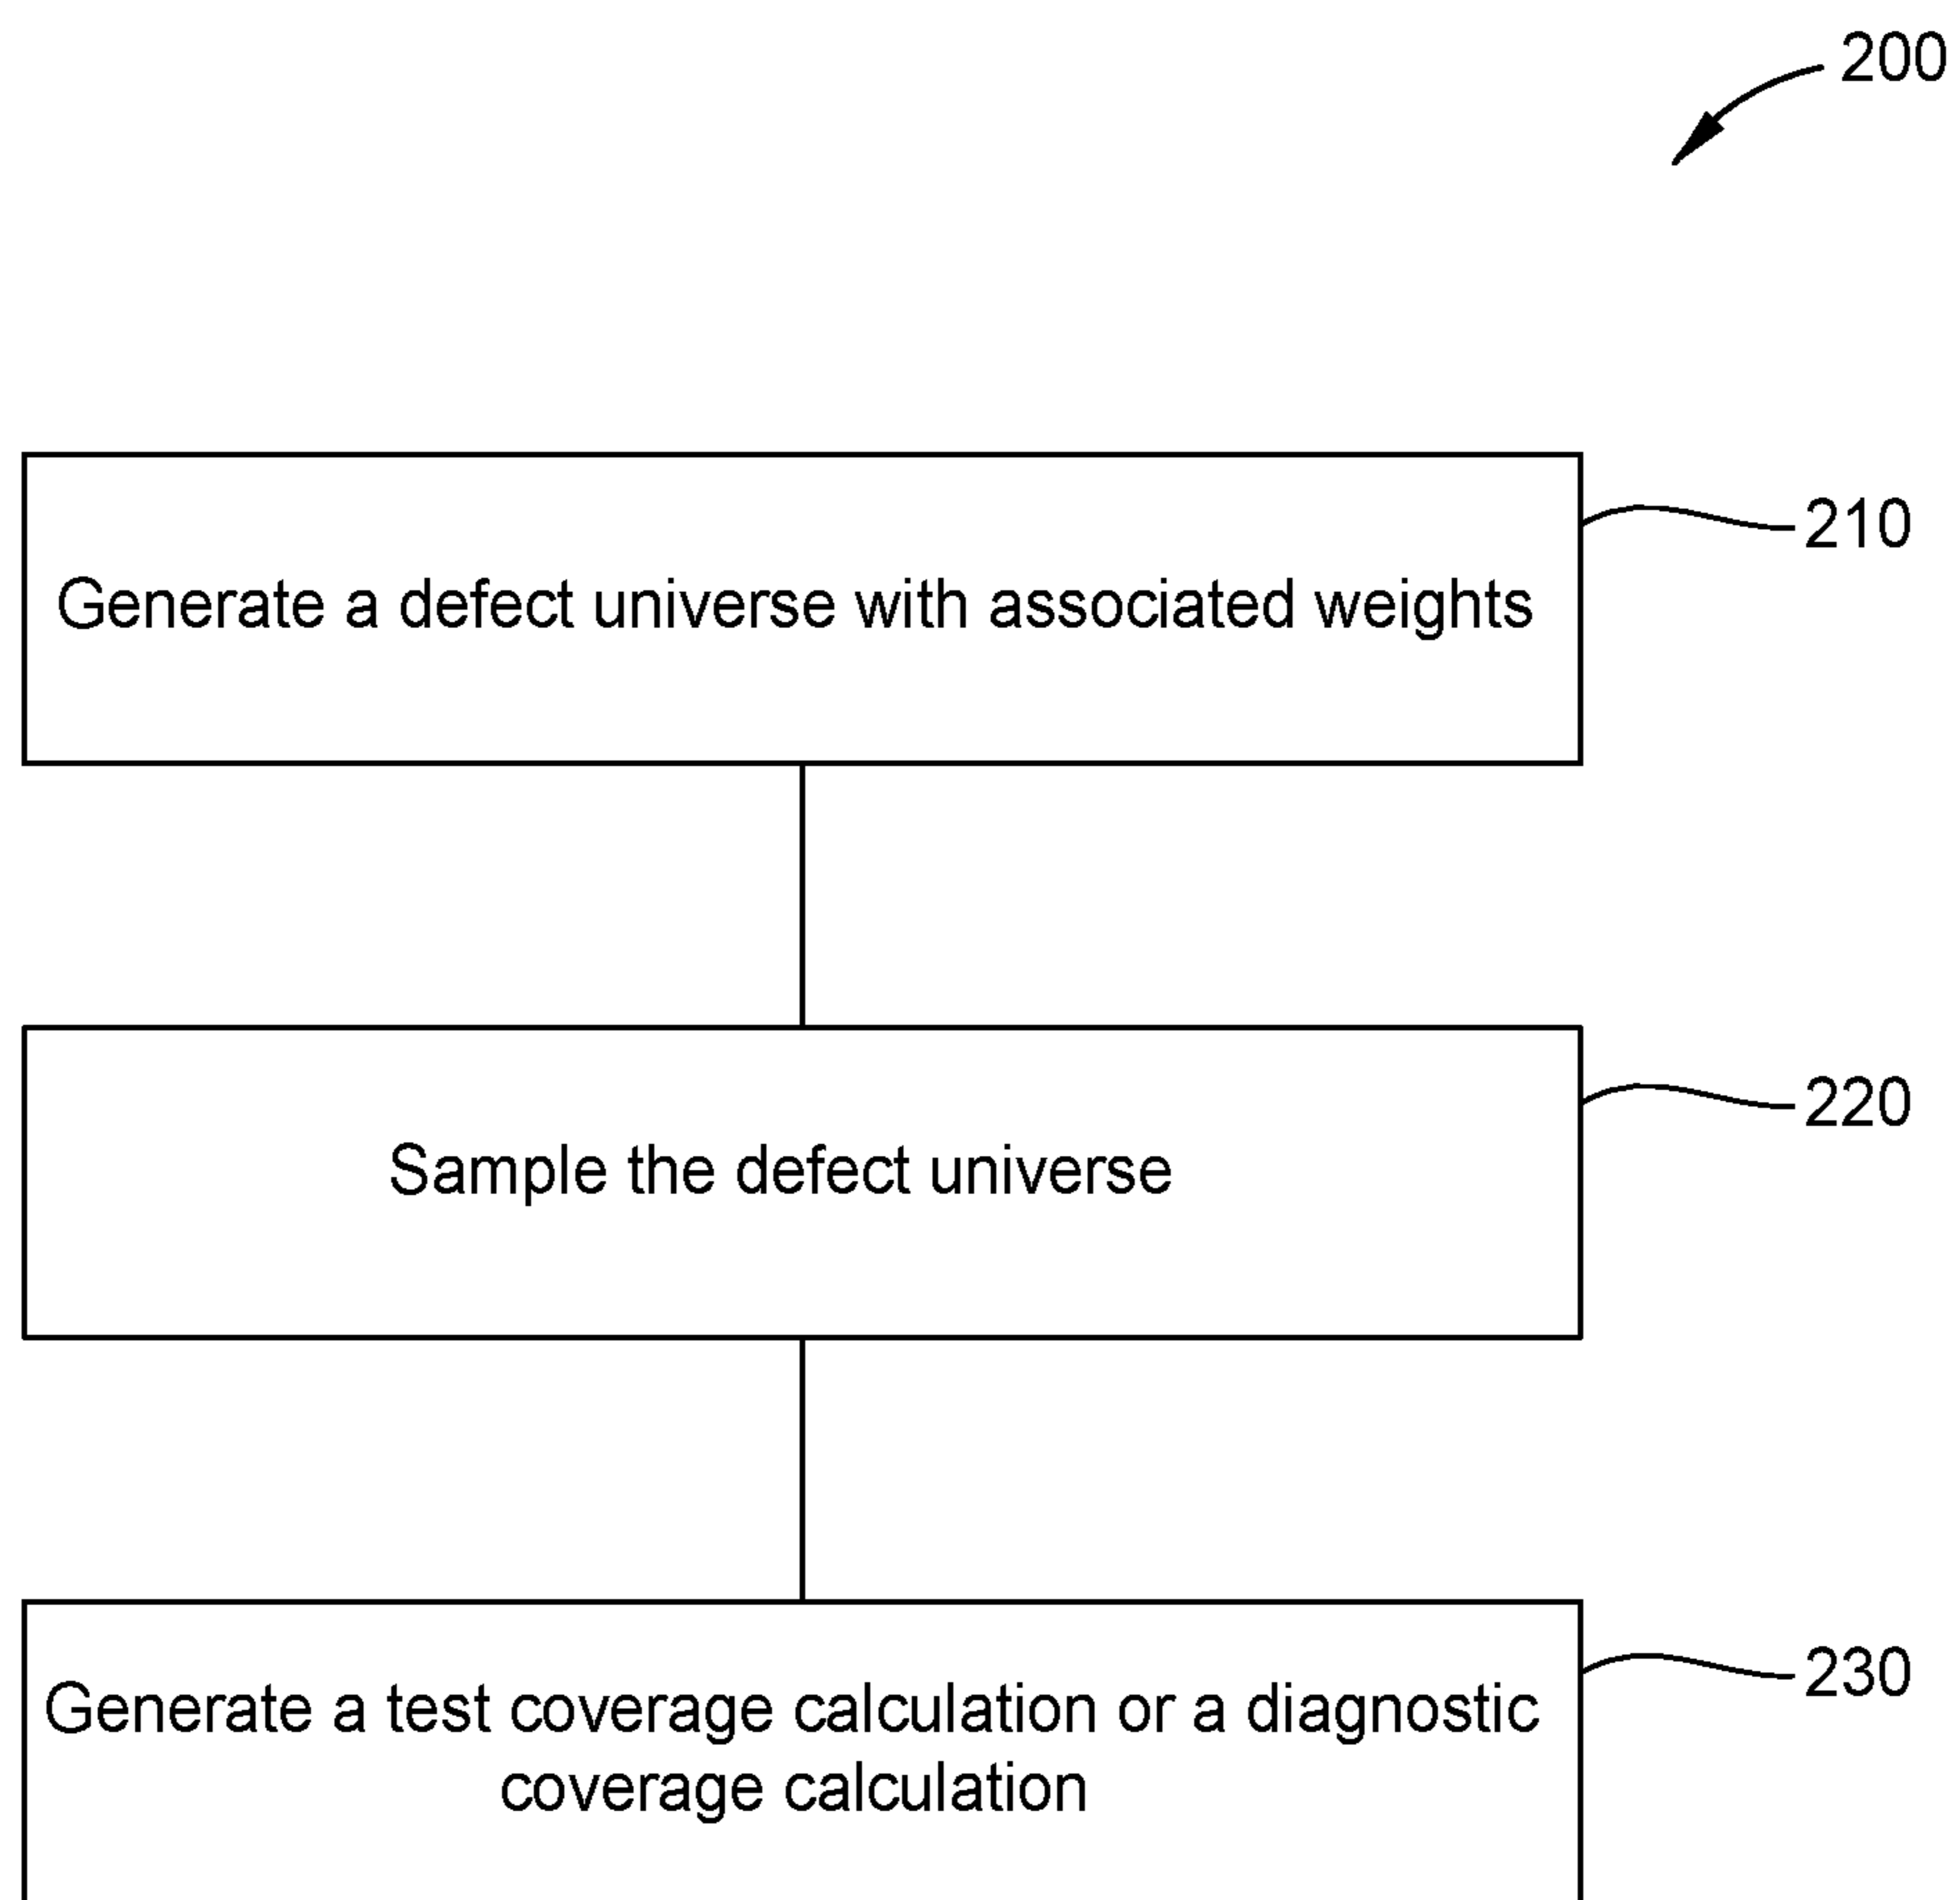 200
210
Generate a defect universe with associated weights
220
Sample the defect universe
230
Generate a test coverage calculation or a diagnostic
coverage calculation